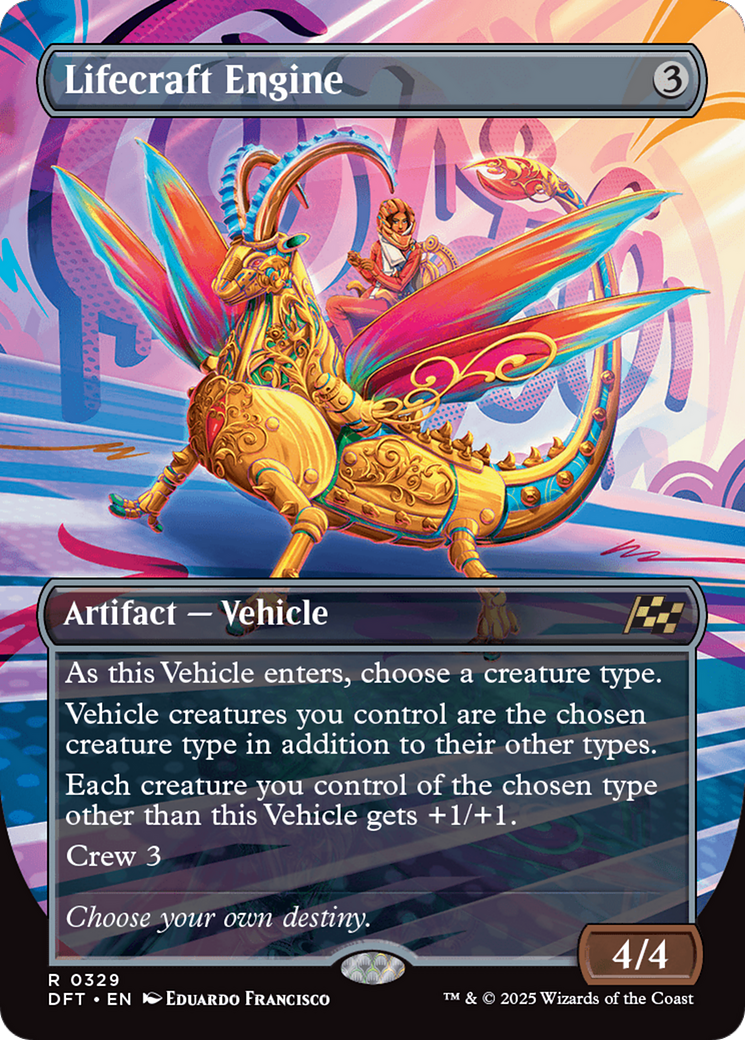 Lifecraft Engine
3
Artifact — Vehicle
As this Vehicle enters, choose a creature type.
Vehicle creatures you control are the chosen
creature type in addition to their other types.
Each creature you control of the chosen type
other than this Vehicle gets +1/+1.
Crew 3
Choose your own destiny.
4/4
R 0329
DFT • EN Eduardo Francisco
™ & © 2025 Wizards of the Coast